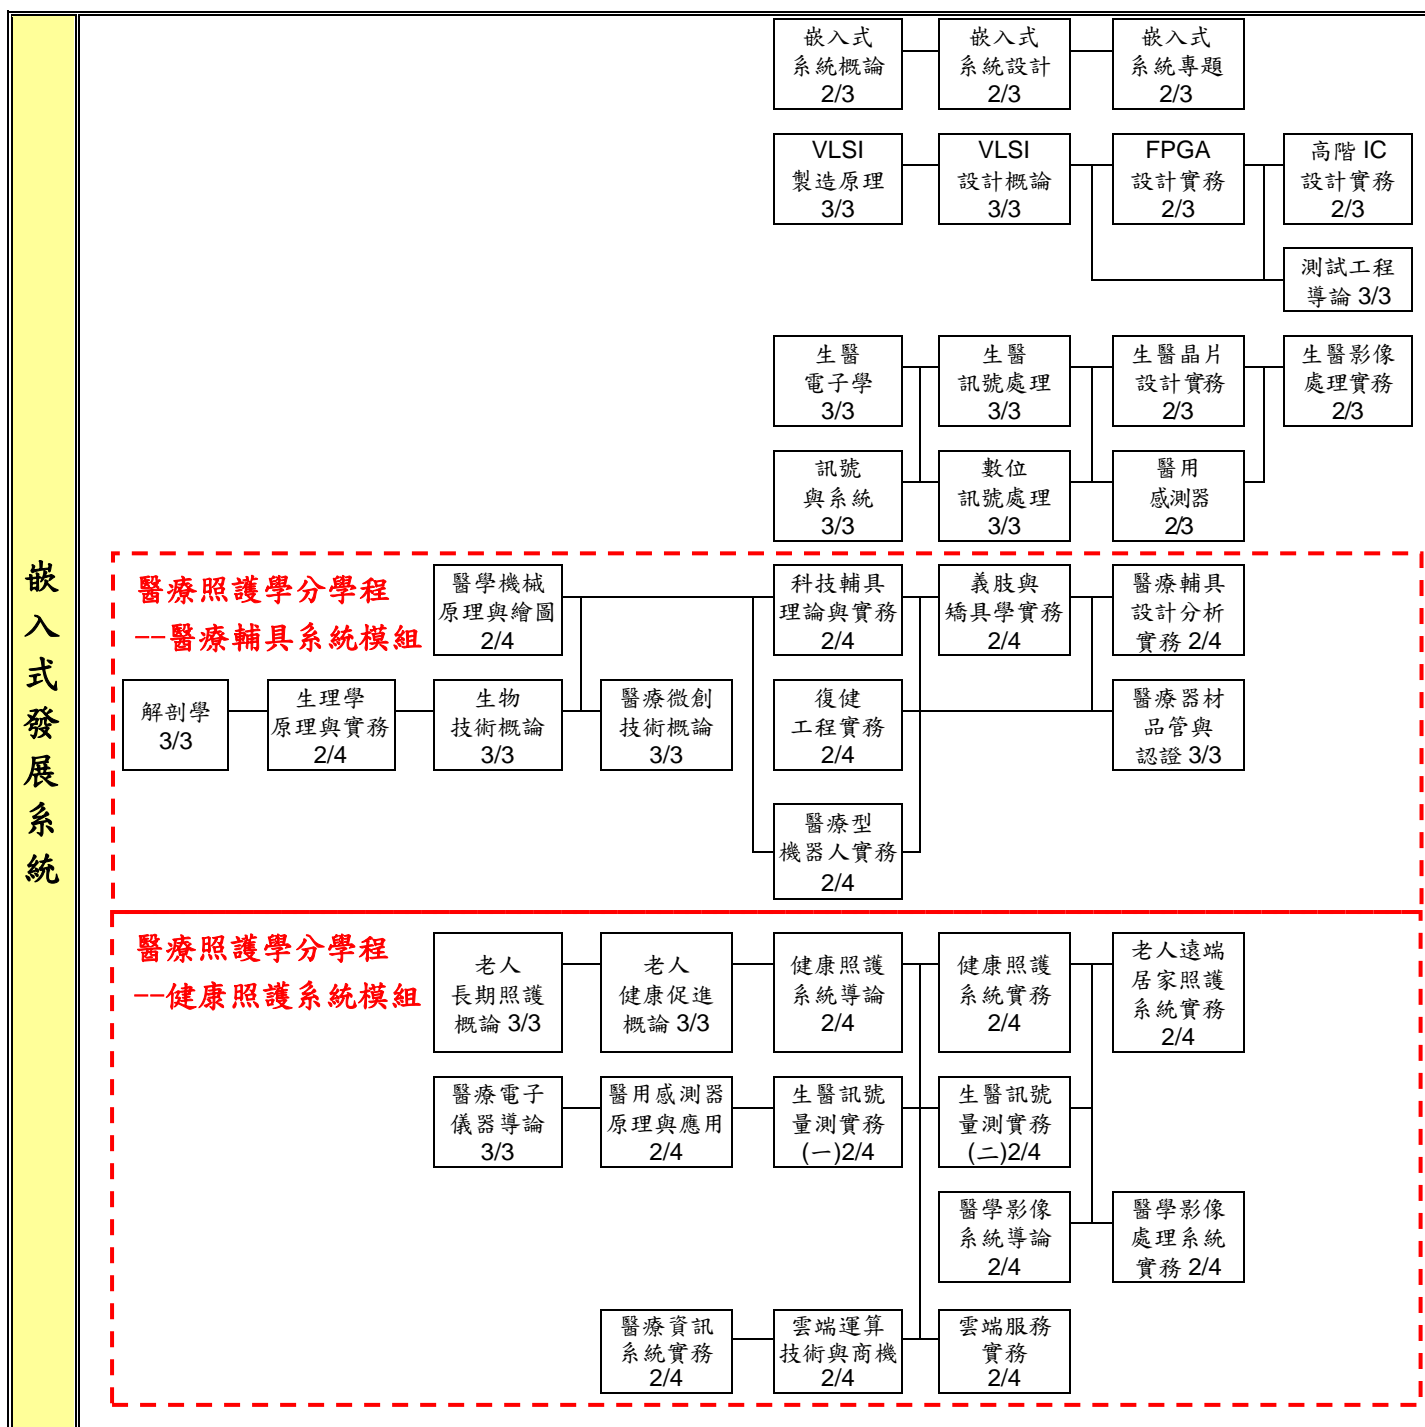 嵌入式發展系統
嵌入式
系統概論
2/3
嵌入式
系統設計
2/3
嵌入式
系統專題
2/3
VLSI
製造原理
3/3
VLSI
設計概論
3/3
FPGA
設計實務
2/3
高階 IC
設計實務
2/3
測試工程
導論 3/3
生醫
電子學
3/3
生醫
訊號處理
3/3
生醫晶片
設計實務
2/3
生醫影像
處理實務
2/3
訊號
與系統
3/3
數位
訊號處理
3/3
醫用
感測器
2/3
醫療照護學分學程
--醫療輔具系統模組
醫學機械
原理與繪圖
2/4
科技輔具
理論與實務
2/4
義肢與
矯具學實務
2/4
醫療輔具
設計分析
實務 2/4
解剖學
3/3
生理學
原理與實務
2/4
生物
技術概論
3/3
醫療微創
技術概論
3/3
復健
工程實務
2/4
醫療器材
品管與
認證 3/3
醫療型
機器人實務
2/4
醫療照護學分學程
--健康照護系統模組
老人
長期照護
概論 3/3
老人
健康促進
概論 3/3
健康照護
系統導論
2/4
健康照護
系統實務
2/4
老人遠端
居家照護
系統實務
2/4
醫療電子
儀器導論
3/3
醫用感測器
原理與應用
2/4
生醫訊號
量測實務
(一)2/4
生醫訊號
量測實務
(二)2/4
醫學影像
系統導論
2/4
醫學影像
處理系統
實務 2/4
醫療資訊
系統實務
2/4
雲端運算
技術與商機
2/4
雲端服務
實務
2/4